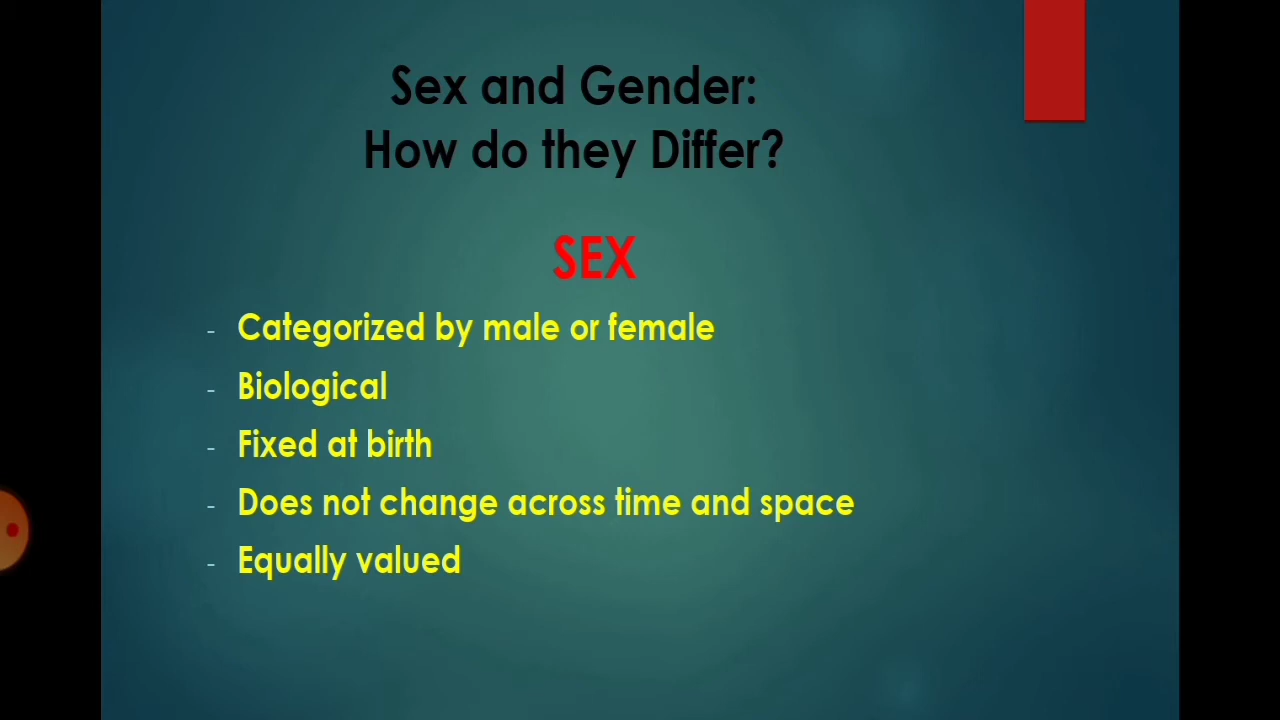 Sex and Gender:
How do they Differ?
SEX
- Categorized by male or female
- Biological
- Fixed at birth
- Does not change across time and space
- Equally valued